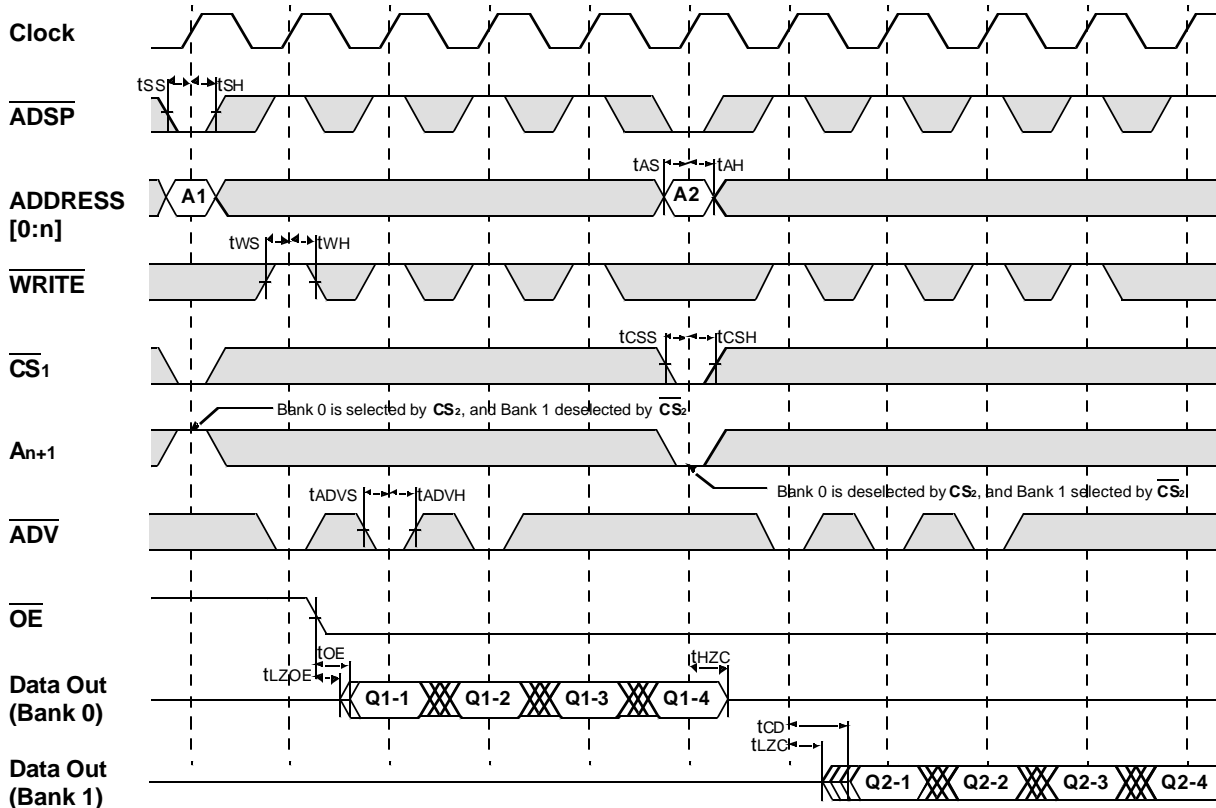 Clock
tSS tSH
ADSP
tAS tAH
ADDRESS
[0:n]
A1 A2
tWS tWH
WRITE
tCSS tCSH
CS1
Bank 0 is selected by CS2, and Bank 1 deselected by CS2
An+1
Bank 0 is deselected by CS2, and Bank 1 selected by CS2
tADVS tADVH
ADV
OE
tOE
tLZOE
tHZC
Data Out
(Bank 0)
Q1-1 Q1-2 Q1-3 Q1-4
tCD
tLZC
Data Out
(Bank 1)
Q2-1 Q2-2 Q2-3 Q2-4